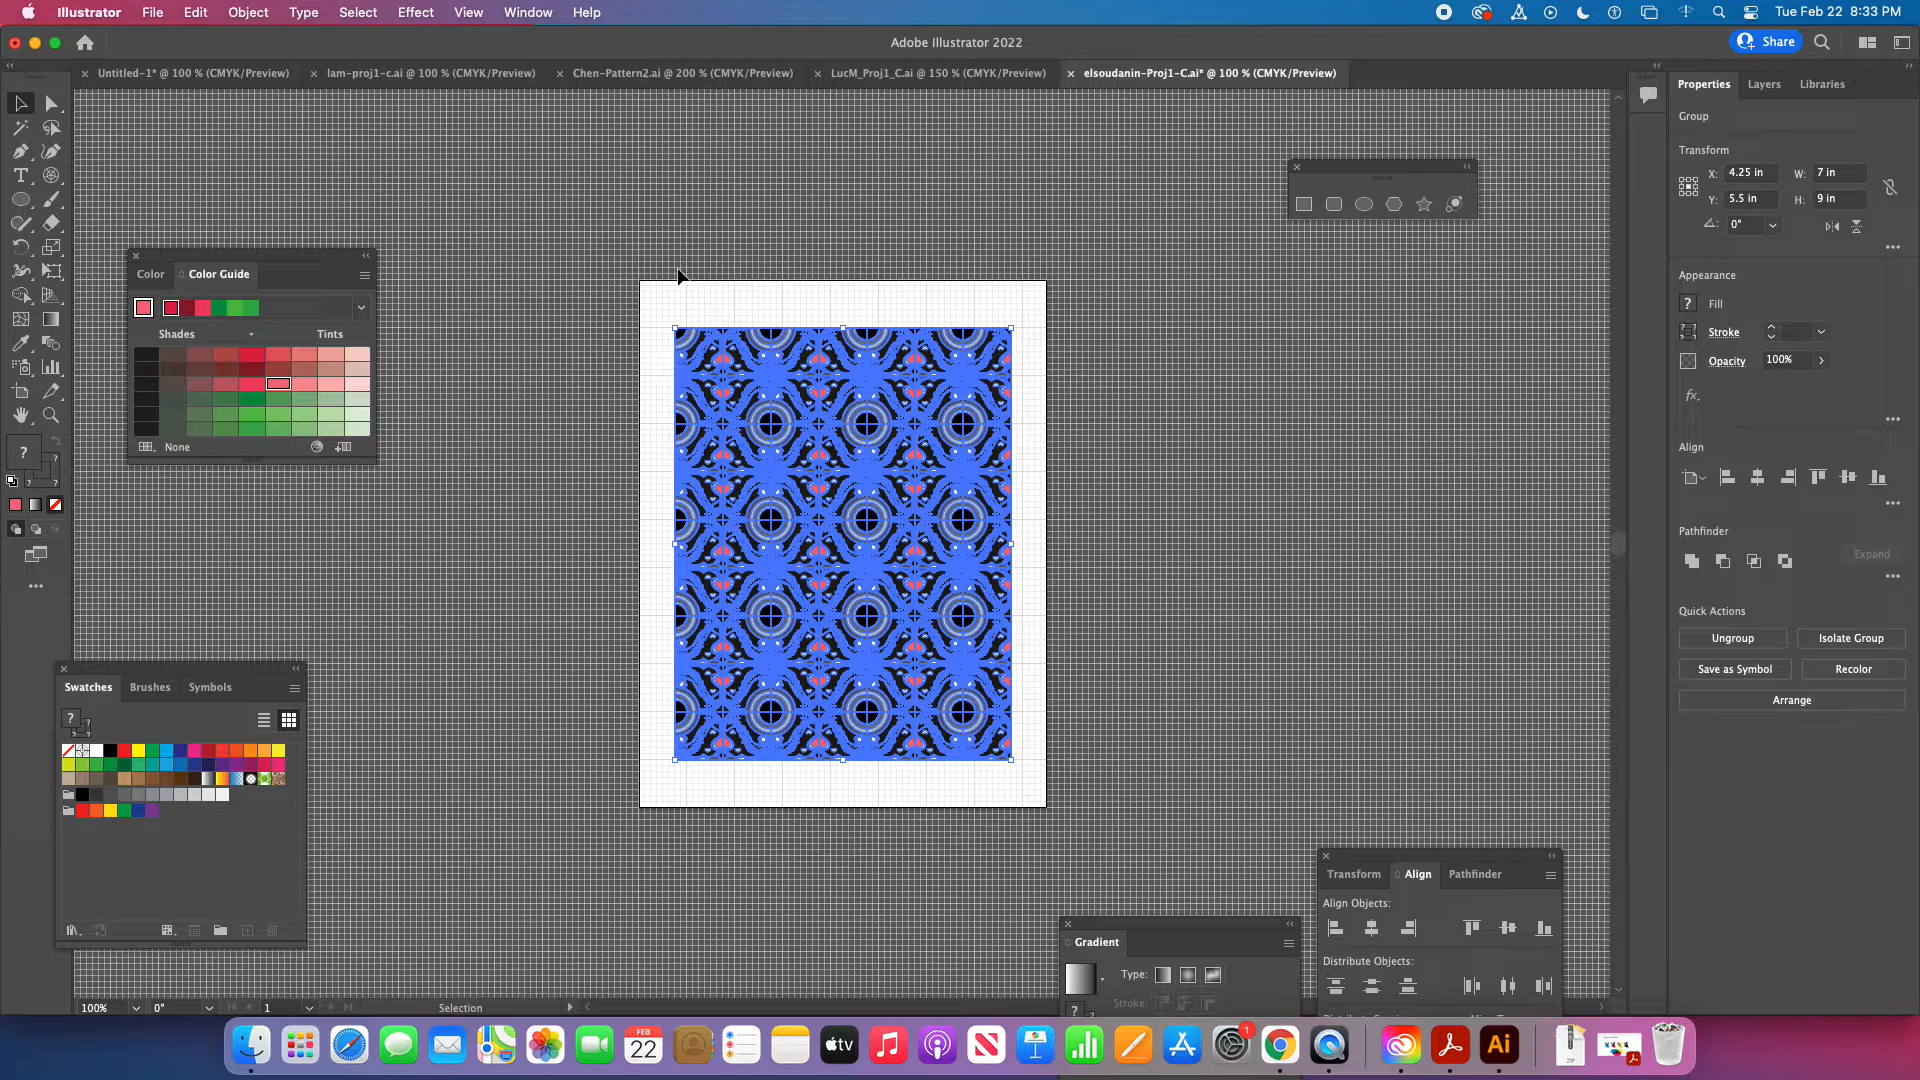 Illustrator File Edit Object Type Select Effect View Window Help Tue Feb 22 8:33 PM
Adobe Illustrator 2022 Share
Untitled-1* @ 100 % (CMYK/Preview) lam-proj1-c.ai @ 100 % (CMYK/Preview) Chen-Pattern2.ai @ 200 % (CMYK/Preview) LucM_Proj1_C.ai @ 150 % (CMYK/Preview) elsoudanin-Proj1-C.ai* @ 100 % (CMYK/Preview)
Properties Layers Libraries
Group
Transform
X: 4.25 in W: 7 in
Y: 5.5 in H: 9 in
0°
Appearance
? Fill
Stroke
Opacity 100%
fx.
Align
Pathfinder
Expand
Quick Actions
Ungroup Isolate Group
Save as Symbol Recolor
Arrange
Color Color Guide
Shades Tints
None
?
Swatches Brushes Symbols
?
Transform Align Pathfinder
Align Objects:
Distribute Objects:
Gradient
Type:
Stroke:
?
100% 0° 1 Selection
FEB
22
tv
1
Ai
ZIP